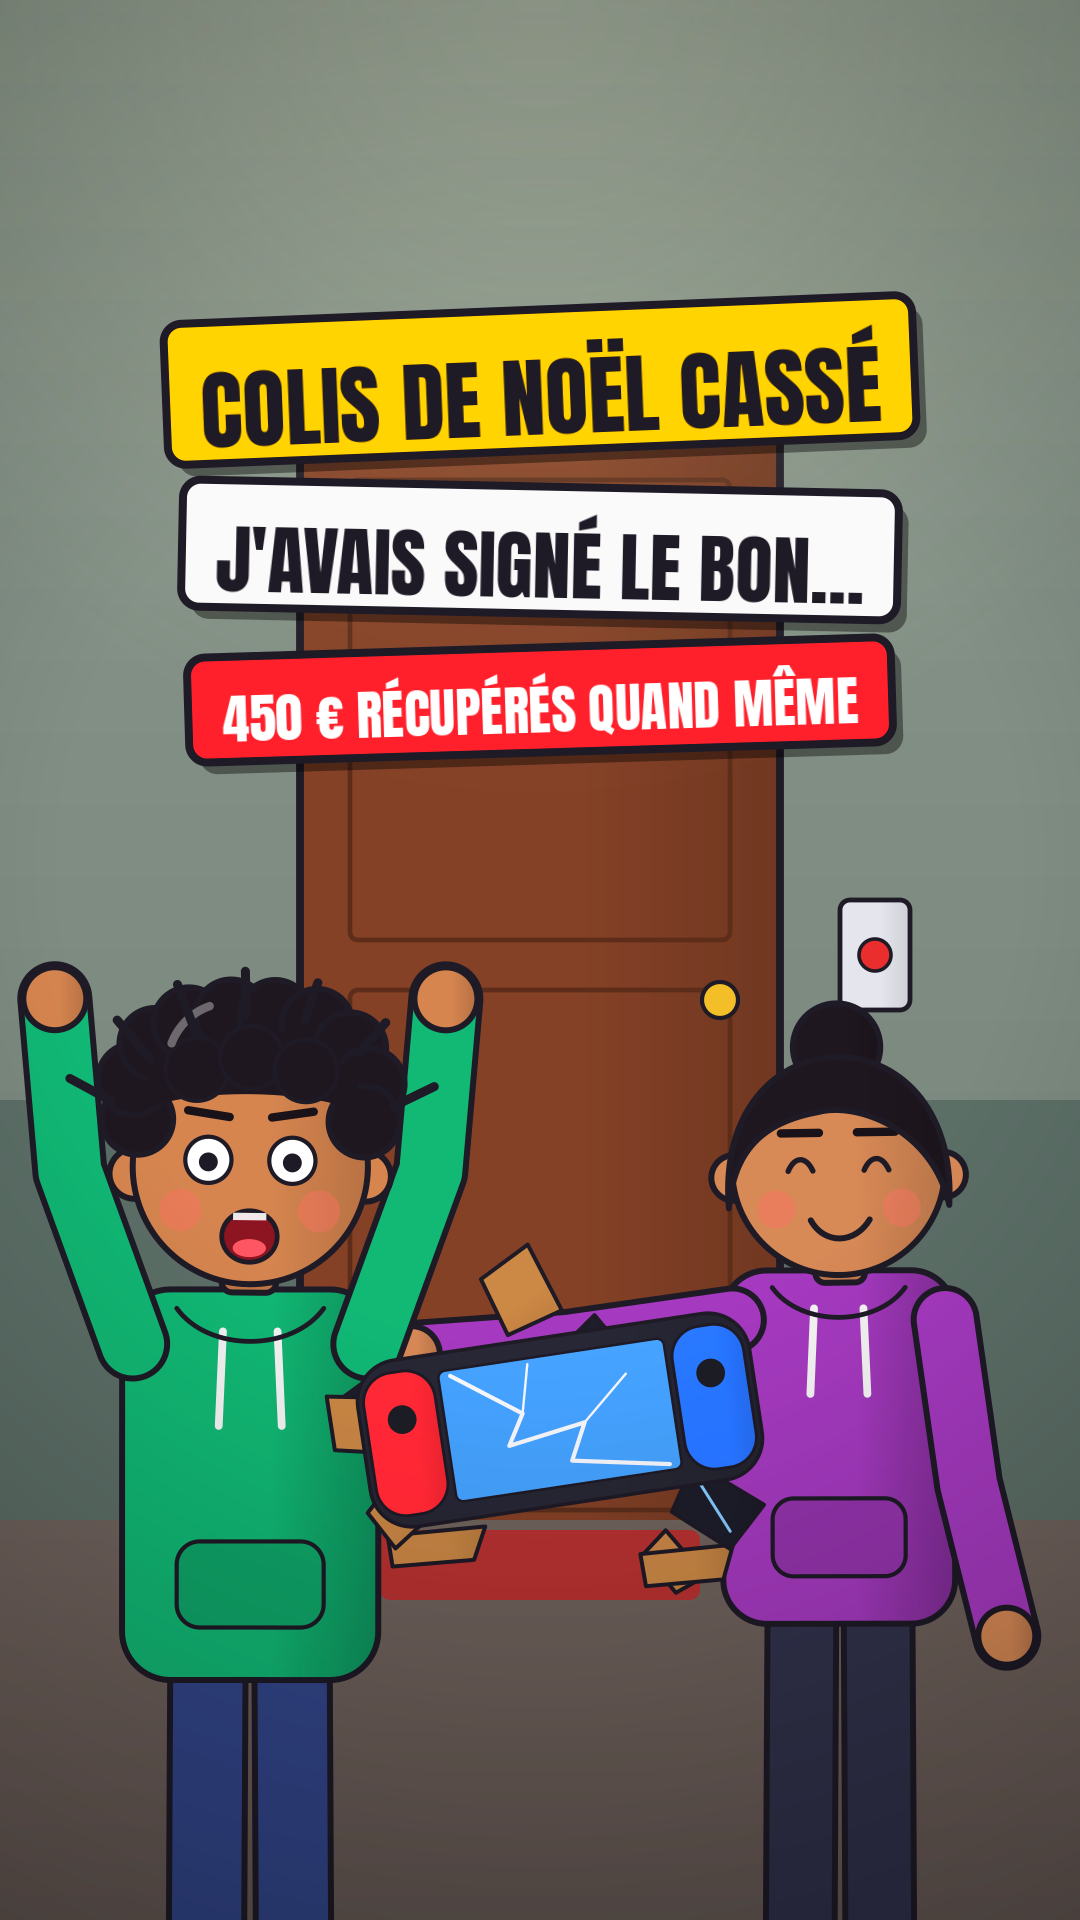 COLIS DE NOËL CASSÉ
J'AVAIS SIGNÉ LE BON...
450 € RÉCUPÉRÉS QUAND MÊME